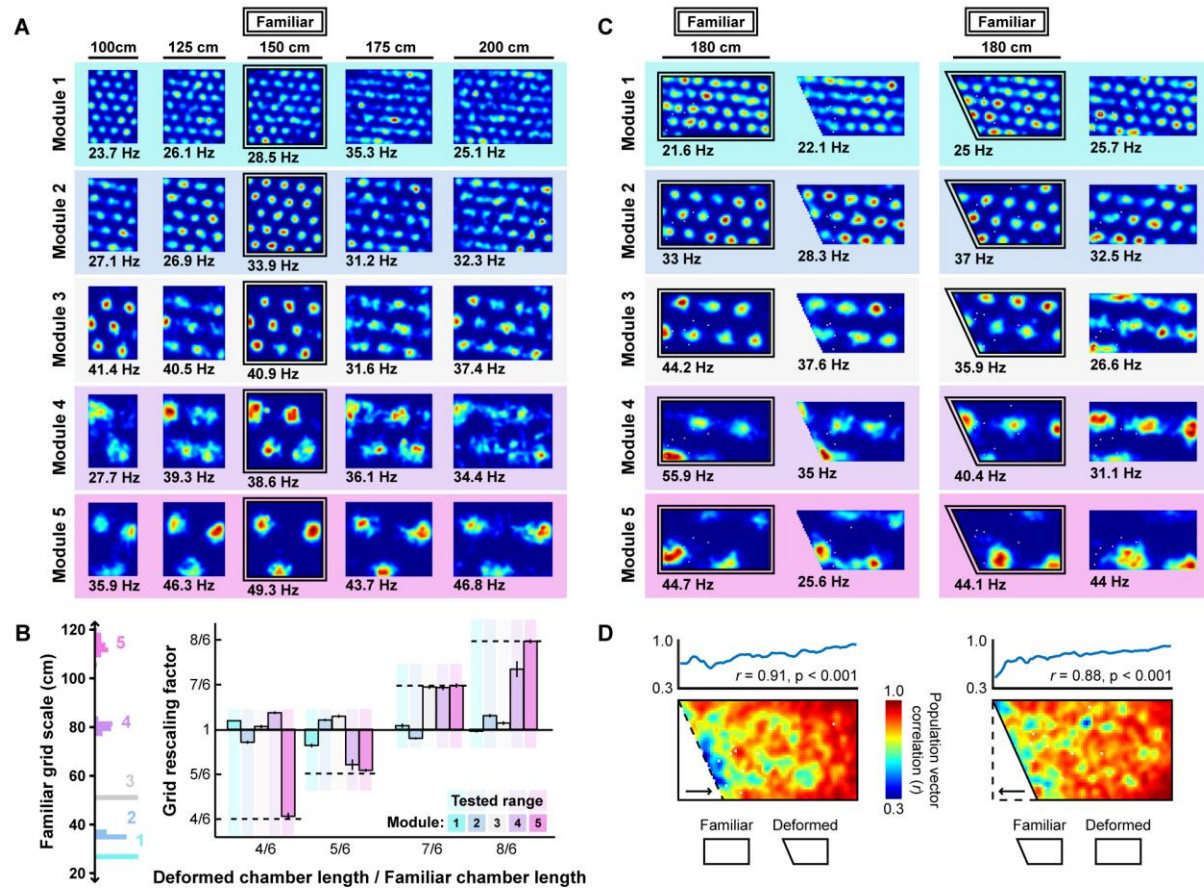 A
Familiar
100cm 125 cm 150 cm 175 cm 200 cm
Module 1
23.7 Hz 26.1 Hz 28.5 Hz 35.3 Hz 25.1 Hz
Module 2
27.1 Hz 26.9 Hz 33.9 Hz 31.2 Hz 32.3 Hz
Module 3
41.4 Hz 40.5 Hz 40.9 Hz 31.6 Hz 37.4 Hz
Module 4
27.7 Hz 39.3 Hz 38.6 Hz 36.1 Hz 34.4 Hz
Module 5
35.9 Hz 46.3 Hz 49.3 Hz 43.7 Hz 46.8 Hz
B
Familiar grid scale (cm)
120
100
80
60
40
20
5
4
3
2
1
Grid rescaling factor
8/6
7/6
1
5/6
4/6
Tested range
Module: 1 2 3 4 5
4/6 5/6 7/6 8/6
Deformed chamber length / Familiar chamber length
C
Familiar Familiar
180 cm 180 cm
Module 1
21.6 Hz 22.1 Hz 25 Hz 25.7 Hz
Module 2
33 Hz 28.3 Hz 37 Hz 32.5 Hz
Module 3
44.2 Hz 37.6 Hz 35.9 Hz 26.6 Hz
Module 4
55.9 Hz 35 Hz 40.4 Hz 31.1 Hz
Module 5
44.7 Hz 25.6 Hz 44.1 Hz 44 Hz
D
1.0
0.3
r = 0.91, p < 0.001
1.0
0.3
Population vector
correlation (r)
1.0
0.3
r = 0.88, p < 0.001
Familiar Deformed
Familiar Deformed